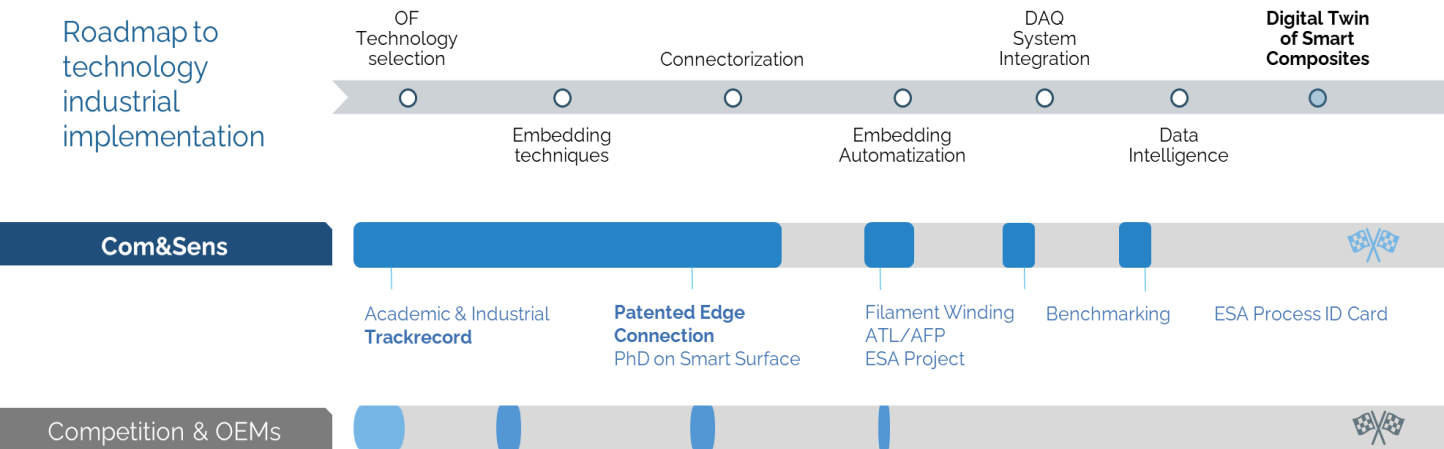 Roadmap to
technology
industrial
implementation
OF
Technology
selection
Connectorization
DAQ
System
Integration
Digital Twin
of Smart
Composites
Embedding
techniques
Embedding
Automatization
Data
Intelligence
Com&Sens
Academic & Industrial
Trackrecord
Patented Edge
Connection
PhD on Smart Surface
Filament Winding
ATL/AFP
ESA Project
Benchmarking
ESA Process ID Card
Competition & OEMs